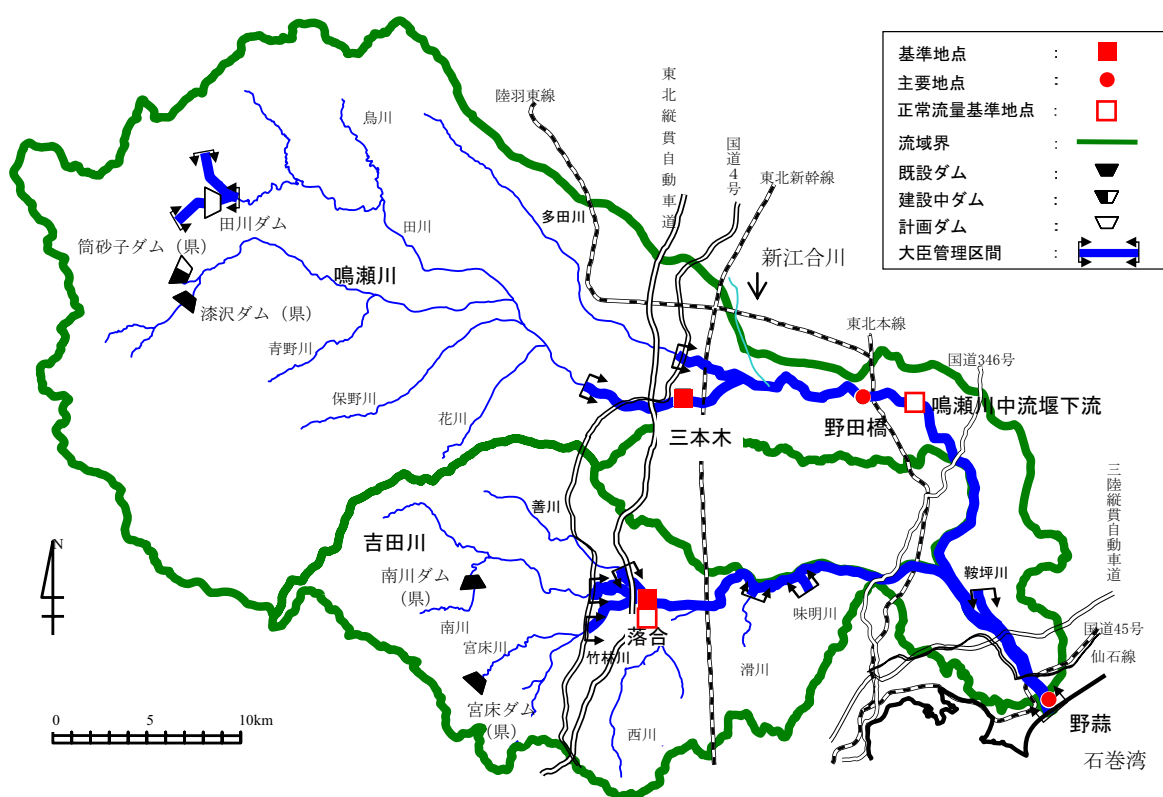 基準地点 :
主要地点 :
正常流量基準地点 :
流域界 :
既設ダム :
建設中ダム :
計画ダム :
大臣管理区間 :
東北縦貫自動車道
陸羽東線
鳥川
国道4号
東北新幹線
多田川
田川ダム
田川
筒砂子ダム（県）
新江合川
鳴瀬川
漆沢ダム（県）
東北本線
国道346号
青野川
保野川
花川
三本木
野田橋
鳴瀬川中流堰下流
三陸縦貫自動車道
善川
吉田川
N
南川ダム
（県）
鞍坪川
味明川
南川
宮床川
落合
竹林川
滑川
国道45号
仙石線
宮床ダム
（県）
西川
野蒜
石巻湾
0 5 10km